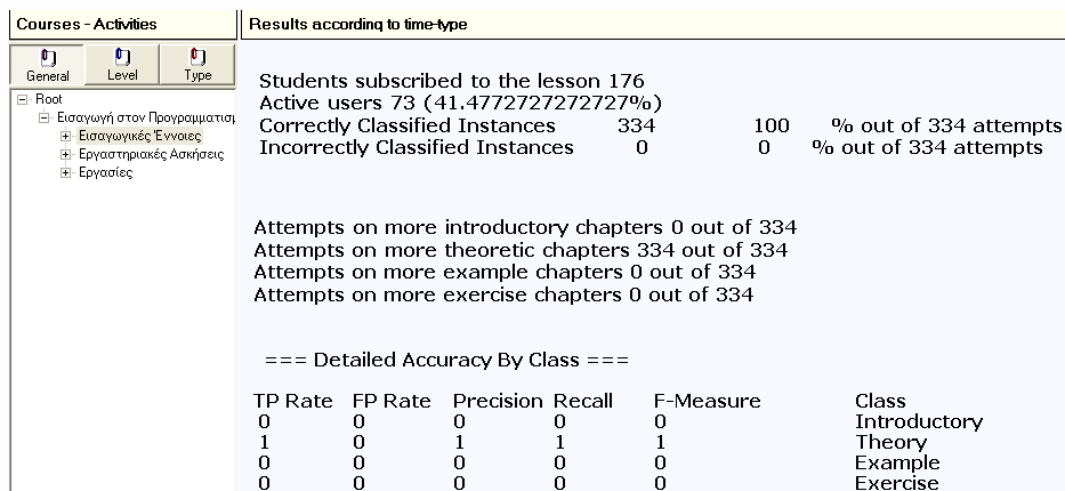 Courses - Activities
Results according to time-type
General
Level
Type
Root
Εισαγωγή στον Προγραμματισμ
Εισαγωγικές Έννοιες
Εργαστηριακές Ασκήσεις
Εργασίες
Students subscribed to the lesson 176
Active users 73 (41.4772727272727%)
Correctly Classified Instances 334 100 % out of 334 attempts
Incorrectly Classified Instances 0 0 % out of 334 attempts
Attempts on more introductory chapters 0 out of 334
Attempts on more theoretic chapters 334 out of 334
Attempts on more example chapters 0 out of 334
Attempts on more exercise chapters 0 out of 334
=== Detailed Accuracy By Class ===
TP Rate FP Rate Precision Recall F-Measure Class
0 0 0 0 0 Introductory
1 0 1 1 1 Theory
0 0 0 0 0 Example
0 0 0 0 0 Exercise